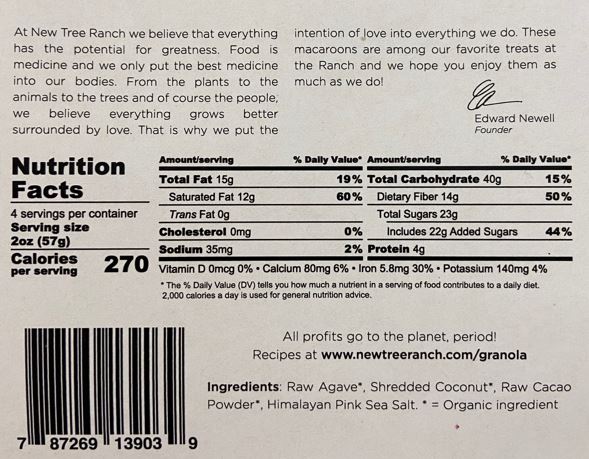 At New Tree Ranch we believe that everything
has the potential for greatness. Food is
medicine and we only put the best medicine
into our bodies. From the plants to the
animals to the trees and of course the people,
we believe everything grows better
surrounded by love. That is why we put the
intention of love into everything we do. These
macaroons are among our favorite treats at
the Ranch and we hope you enjoy them as
much as we do!
Edward Newell
Founder
Nutrition
Facts
4 servings per container
Serving size
2oz (57g)
Calories
per serving 270
Amount/serving % Daily Value*
Total Fat 15g 19%
Saturated Fat 12g 60%
Trans Fat 0g
Cholesterol 0mg 0%
Sodium 35mg 2%
Amount/serving % Daily Value*
Total Carbohydrate 40g 15%
Dietary Fiber 14g 50%
Total Sugars 23g
Includes 22g Added Sugars 44%
Protein 4g
Vitamin D 0mcg 0% • Calcium 80mg 6% • Iron 5.8mg 30% • Potassium 140mg 4%
* The % Daily Value (DV) tells you how much a nutrient in a serving of food contributes to a daily diet.
2,000 calories a day is used for general nutrition advice.
All profits go to the planet, period!
Recipes at www.newtreeranch.com/granola
Ingredients: Raw Agave*, Shredded Coconut*, Raw Cacao
Powder*, Himalayan Pink Sea Salt. * = Organic ingredient
7 87269 13903 9